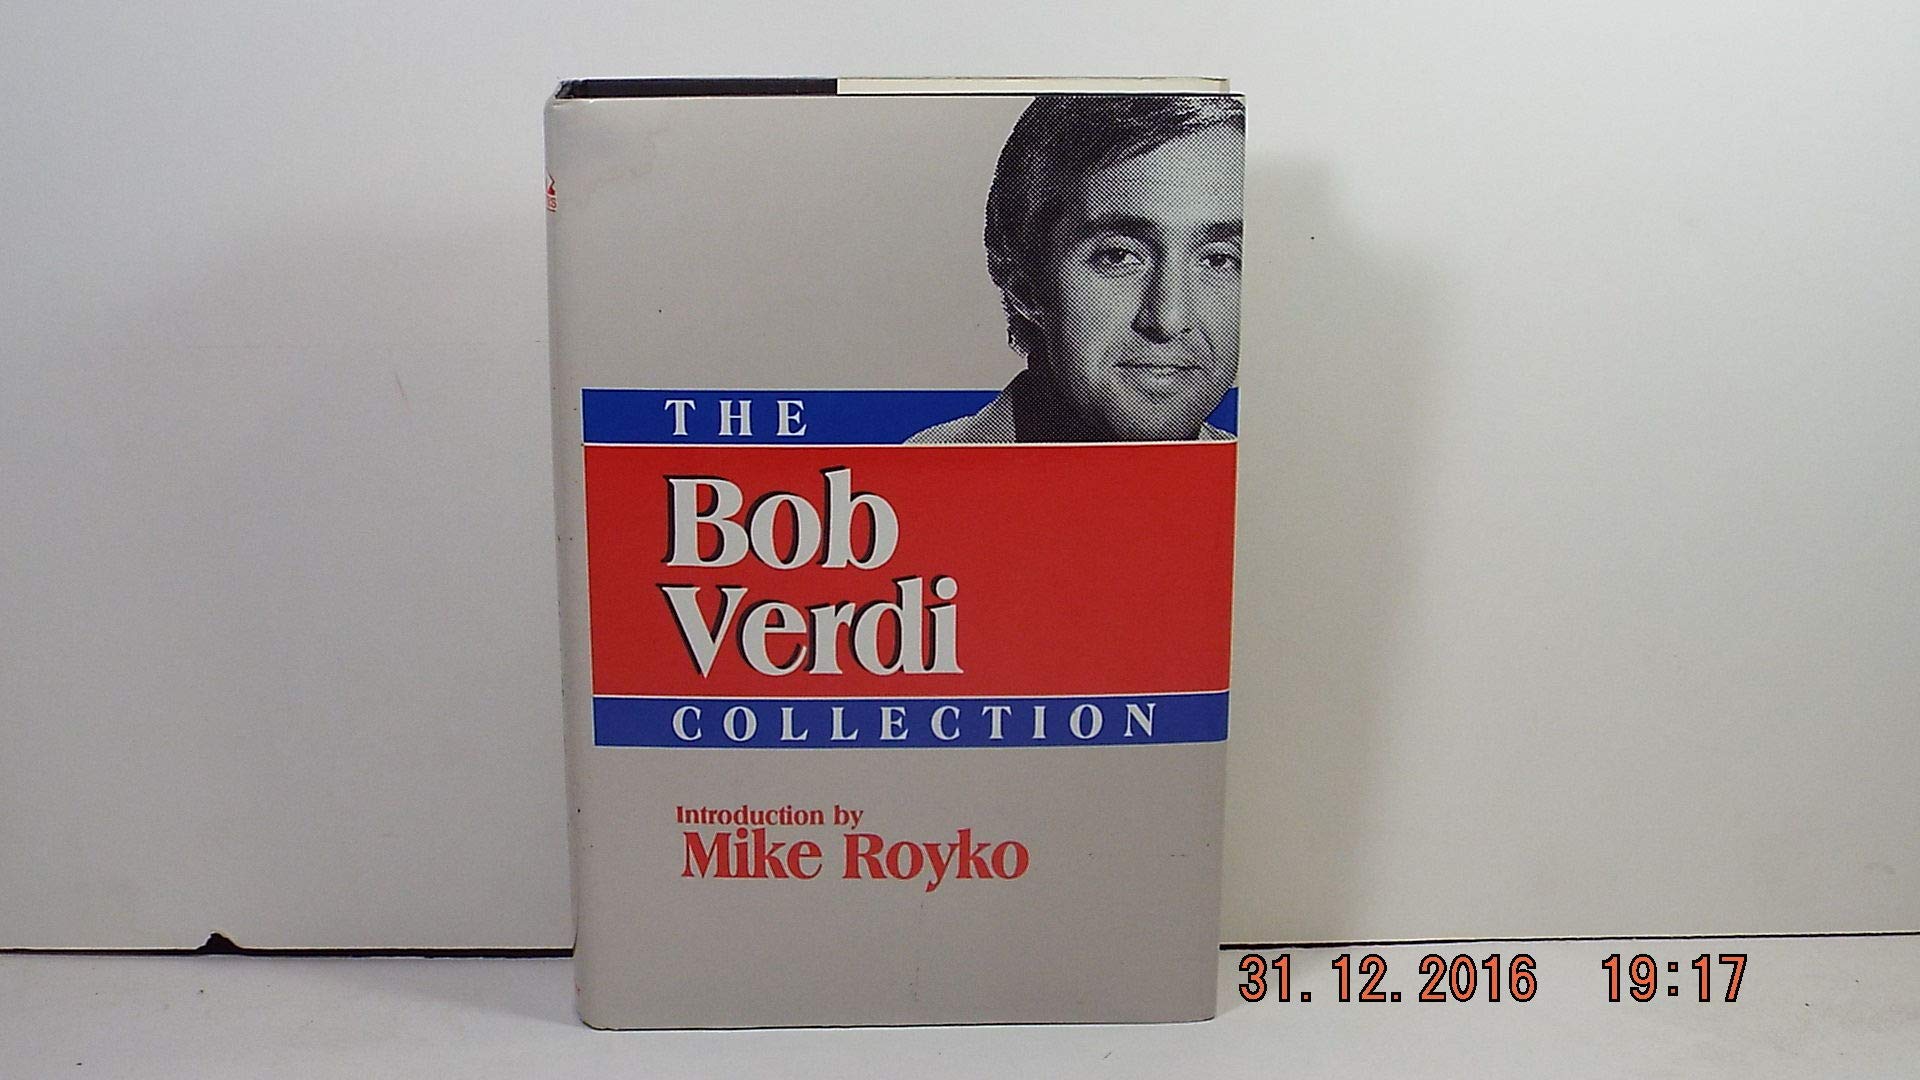 THE
Bob
Verdi
COLLECTION
Introduction by
Mike Royko
31.12.2016 19:17